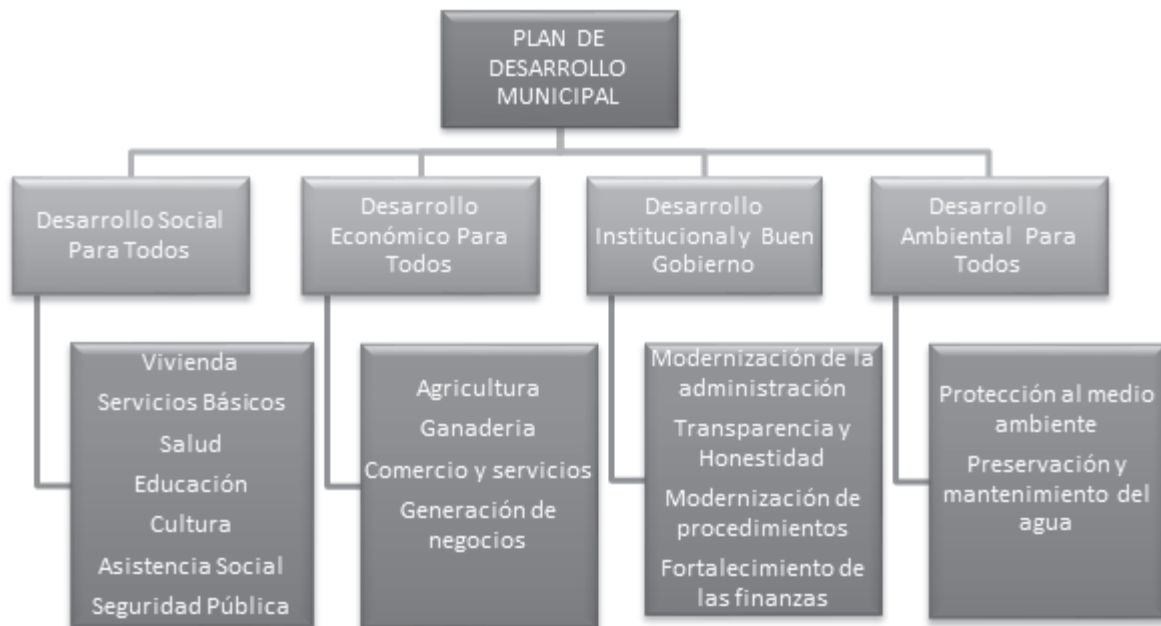 PLAN DE
DESARROLLO
MUNICIPAL
Desarrollo Social
Para Todos
Desarrollo
Económico Para
Todos
Desarrollo
Institucional y Buen
Gobierno
Desarrollo
Ambiental Para
Todos
Vivienda
Servicios Básicos
Salud
Educación
Cultura
Asistencia Social
Seguridad Pública
Agricultura
Ganaderia
Comercio y servicios
Generación de
negocios
Modernización de la
administración
Transparencia y
Honestidad
Modernización de
procedimientos
Fortalecimiento de
las finanzas
Protección al medio
ambiente
Preservación y
mantenimiento del
agua